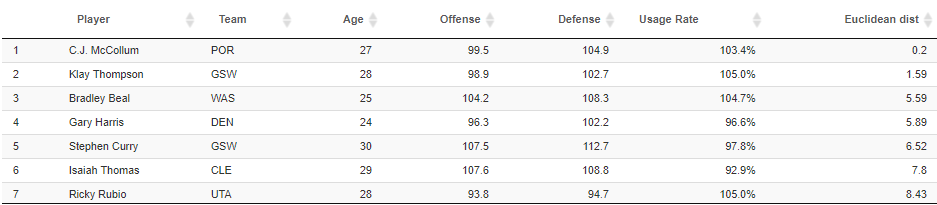 Player Team Age Offense Defense Usage Rate Euclidean dist
1 C.J. McCollum POR 27 99.5 104.9 103.4% 0.2
2 Klay Thompson GSW 28 98.9 102.7 105.0% 1.59
3 Bradley Beal WAS 25 104.2 108.3 104.7% 5.59
4 Gary Harris DEN 24 96.3 102.2 96.6% 5.89
5 Stephen Curry GSW 30 107.5 112.7 97.8% 6.52
6 Isaiah Thomas CLE 29 107.6 108.8 92.9% 7.8
7 Ricky Rubio UTA 28 93.8 94.7 105.0% 8.43